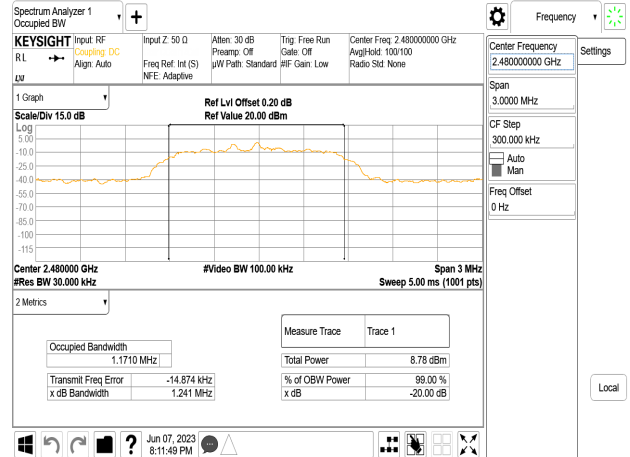 Spectrum Analyzer 1
Occupied BW
Frequency
KEYSIGHT
Input: RF
Input Z: 50 Ω
Atten: 30 dB
Trig: Free Run
Center Freq: 2.480000000 GHz
R L
Coupling: DC
Preamp: Off
Gate: Off
Avg|Hold: 100/100
Align: Auto
Freq Ref: Int (S)
µW Path: Standard
#IF Gain: Low
Radio Std: None
LXI
NFE: Adaptive
Center Frequency
2.480000000 GHz
Settings
Span
3.0000 MHz
CF Step
300.000 kHz
Auto
Man
Freq Offset
0 Hz
Local
1 Graph
Ref Lvl Offset 0.20 dB
Scale/Div 15.0 dB
Ref Value 20.00 dBm
Log
5.00
-10.0
-25.0
-40.0
-55.0
-70.0
-85.0
-100
-115
Center 2.480000 GHz
#Video BW 100.00 kHz
Span 3 MHz
#Res BW 30.000 kHz
Sweep 5.00 ms (1001 pts)
2 Metrics
Measure Trace
Trace 1
Occupied Bandwidth
1.1710 MHz
Total Power
8.78 dBm
Transmit Freq Error
-14.874 kHz
% of OBW Power
99.00 %
x dB Bandwidth
1.241 MHz
x dB
-20.00 dB
?
Jun 07, 2023
8:11:49 PM